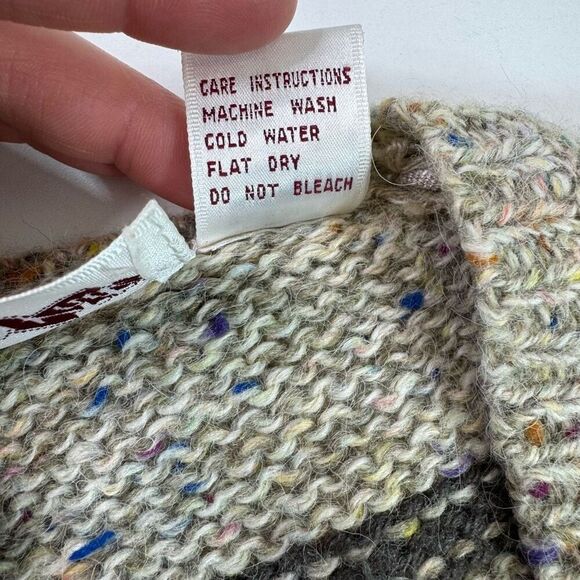 CARE INSTRUCTIONS
MACHINE WASH
COLD WATER
FLAT DRY
DO NOT BLEACH